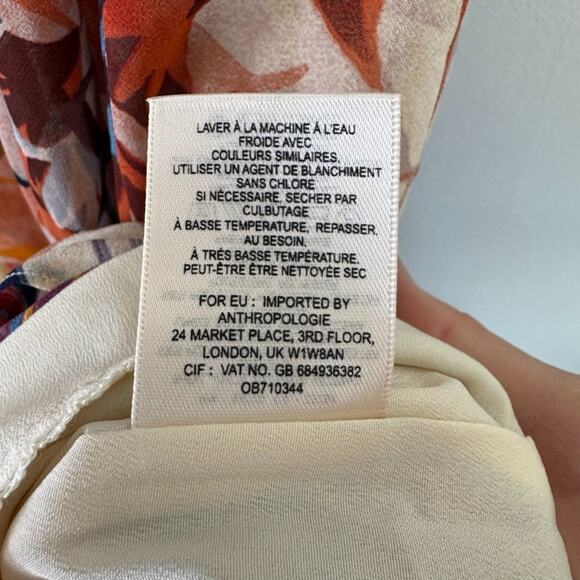 LAVER À LA MACHINE À L'EAU
FROIDE AVEC
COULEURS SIMILAIRES,
UTILISER UN AGENT DE BLANCHIMENT
SANS CHLORE
SI NÉCESSAIRE, SECHER PAR
CULBUTAGE
À BASSE TEMPERATURE, REPASSER,
AU BESOIN.
À TRÉS BASSE TEMPÉRATURE.
PEUT-ÊTRE ÊTRE NETTOYÉE SEC
FOR EU : IMPORTED BY
ANTHROPOLOGIE
24 MARKET PLACE, 3RD FLOOR,
LONDON, UK W1W8AN
CIF : VAT NO. GB 684936382
OB710344